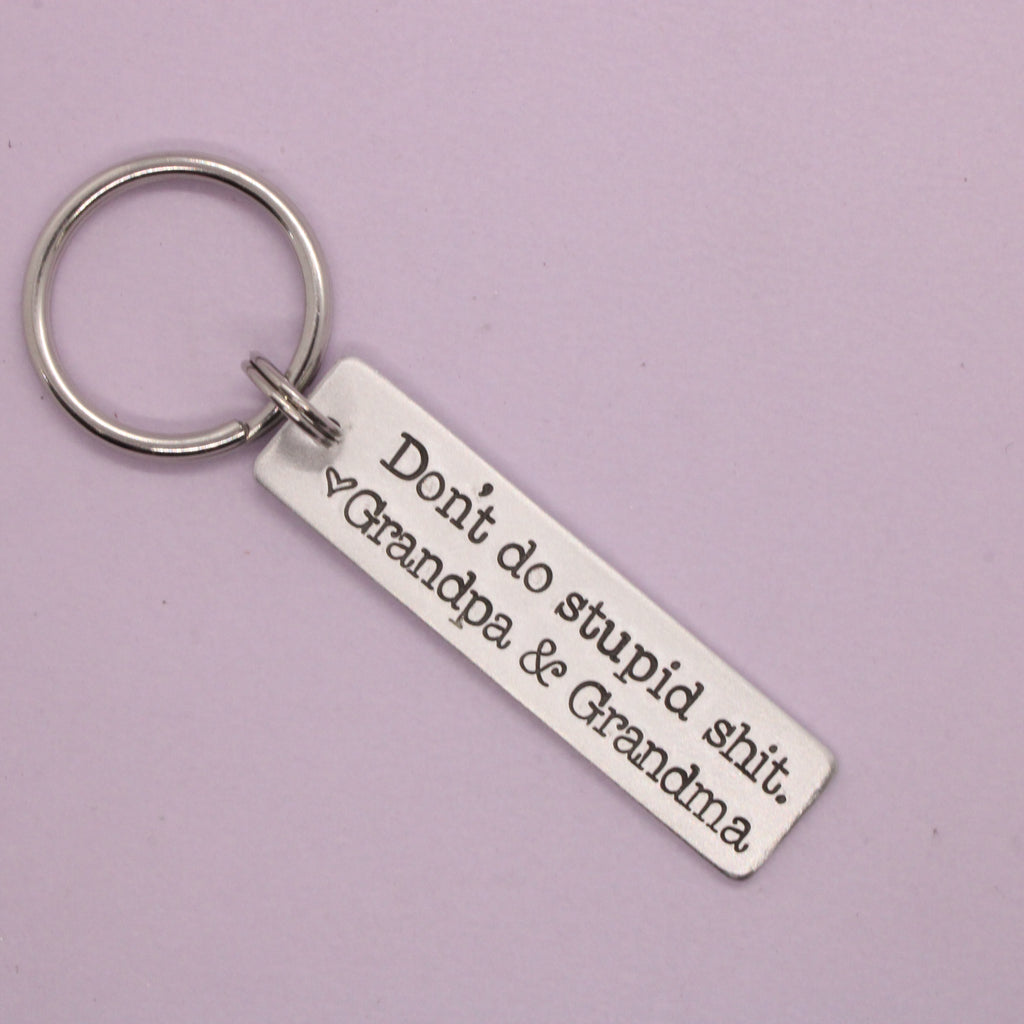 Don't do stupid shit.
♡Grandpa & Grandma